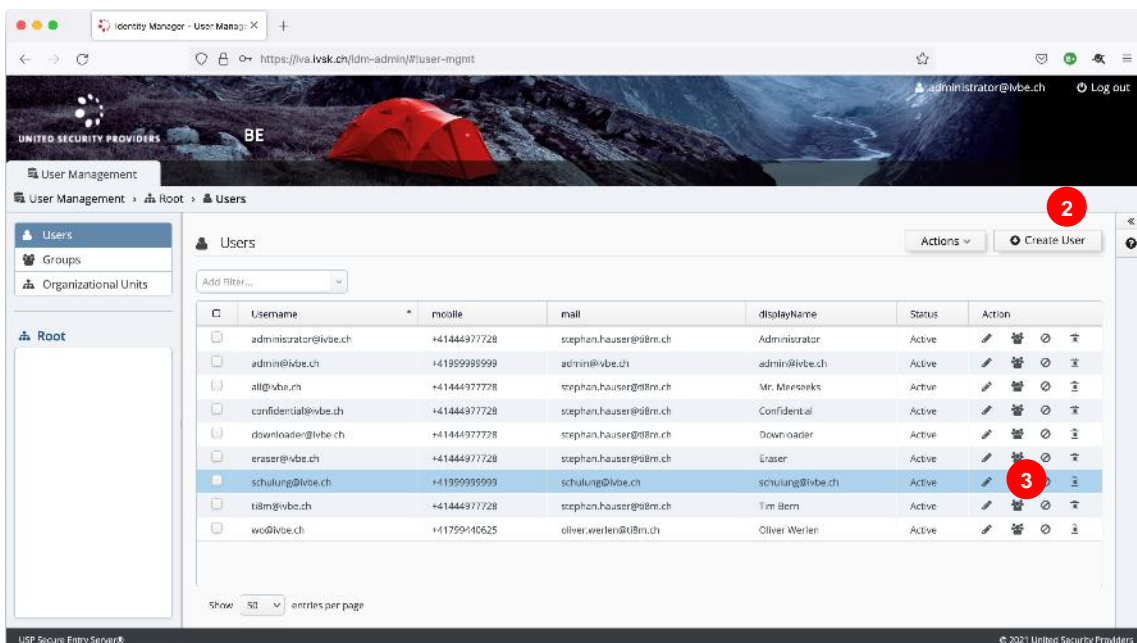 Identity Manager - User Manag
https://iva.ivsk.ch/idm-admin/#!user-mgmt
administrator@ivbe.ch Log out
UNITED SECURITY PROVIDERS
BE
User Management
User Management › Root › Users
2
Users
Groups
Organizational Units
Root
Users
Actions
Create User
Add Filter...
Username mobile mail displayName Status Action
administrator@ivbe.ch +41444977728 stephan.hauser@ti8m.ch Administrator Active
admin@ivbe.ch +41999999999 admin@ivbe.ch admin@ivbe.ch Active
all@ivbe.ch +41444977728 stephan.hauser@ti8m.ch Mr. Meeseeks Active
confidential@ivbe.ch +41444977728 stephan.hauser@ti8m.ch Confidential Active
downloader@ivbe.ch +41444977728 stephan.hauser@ti8m.ch Downloader Active
eraser@ivbe.ch +41444977728 stephan.hauser@ti8m.ch Eraser Active
schulung@ivbe.ch +41999999999 schulung@ivbe.ch schulung@ivbe.ch Active
3
ti8m@ivbe.ch +41444977728 stephan.hauser@ti8m.ch Tim Bern Active
wo@ivbe.ch +41799440625 oliver.werlen@ti8m.ch Oliver Werlen Active
Show 50 entries per page
USP Secure Entry Server® © 2021 United Security Providers